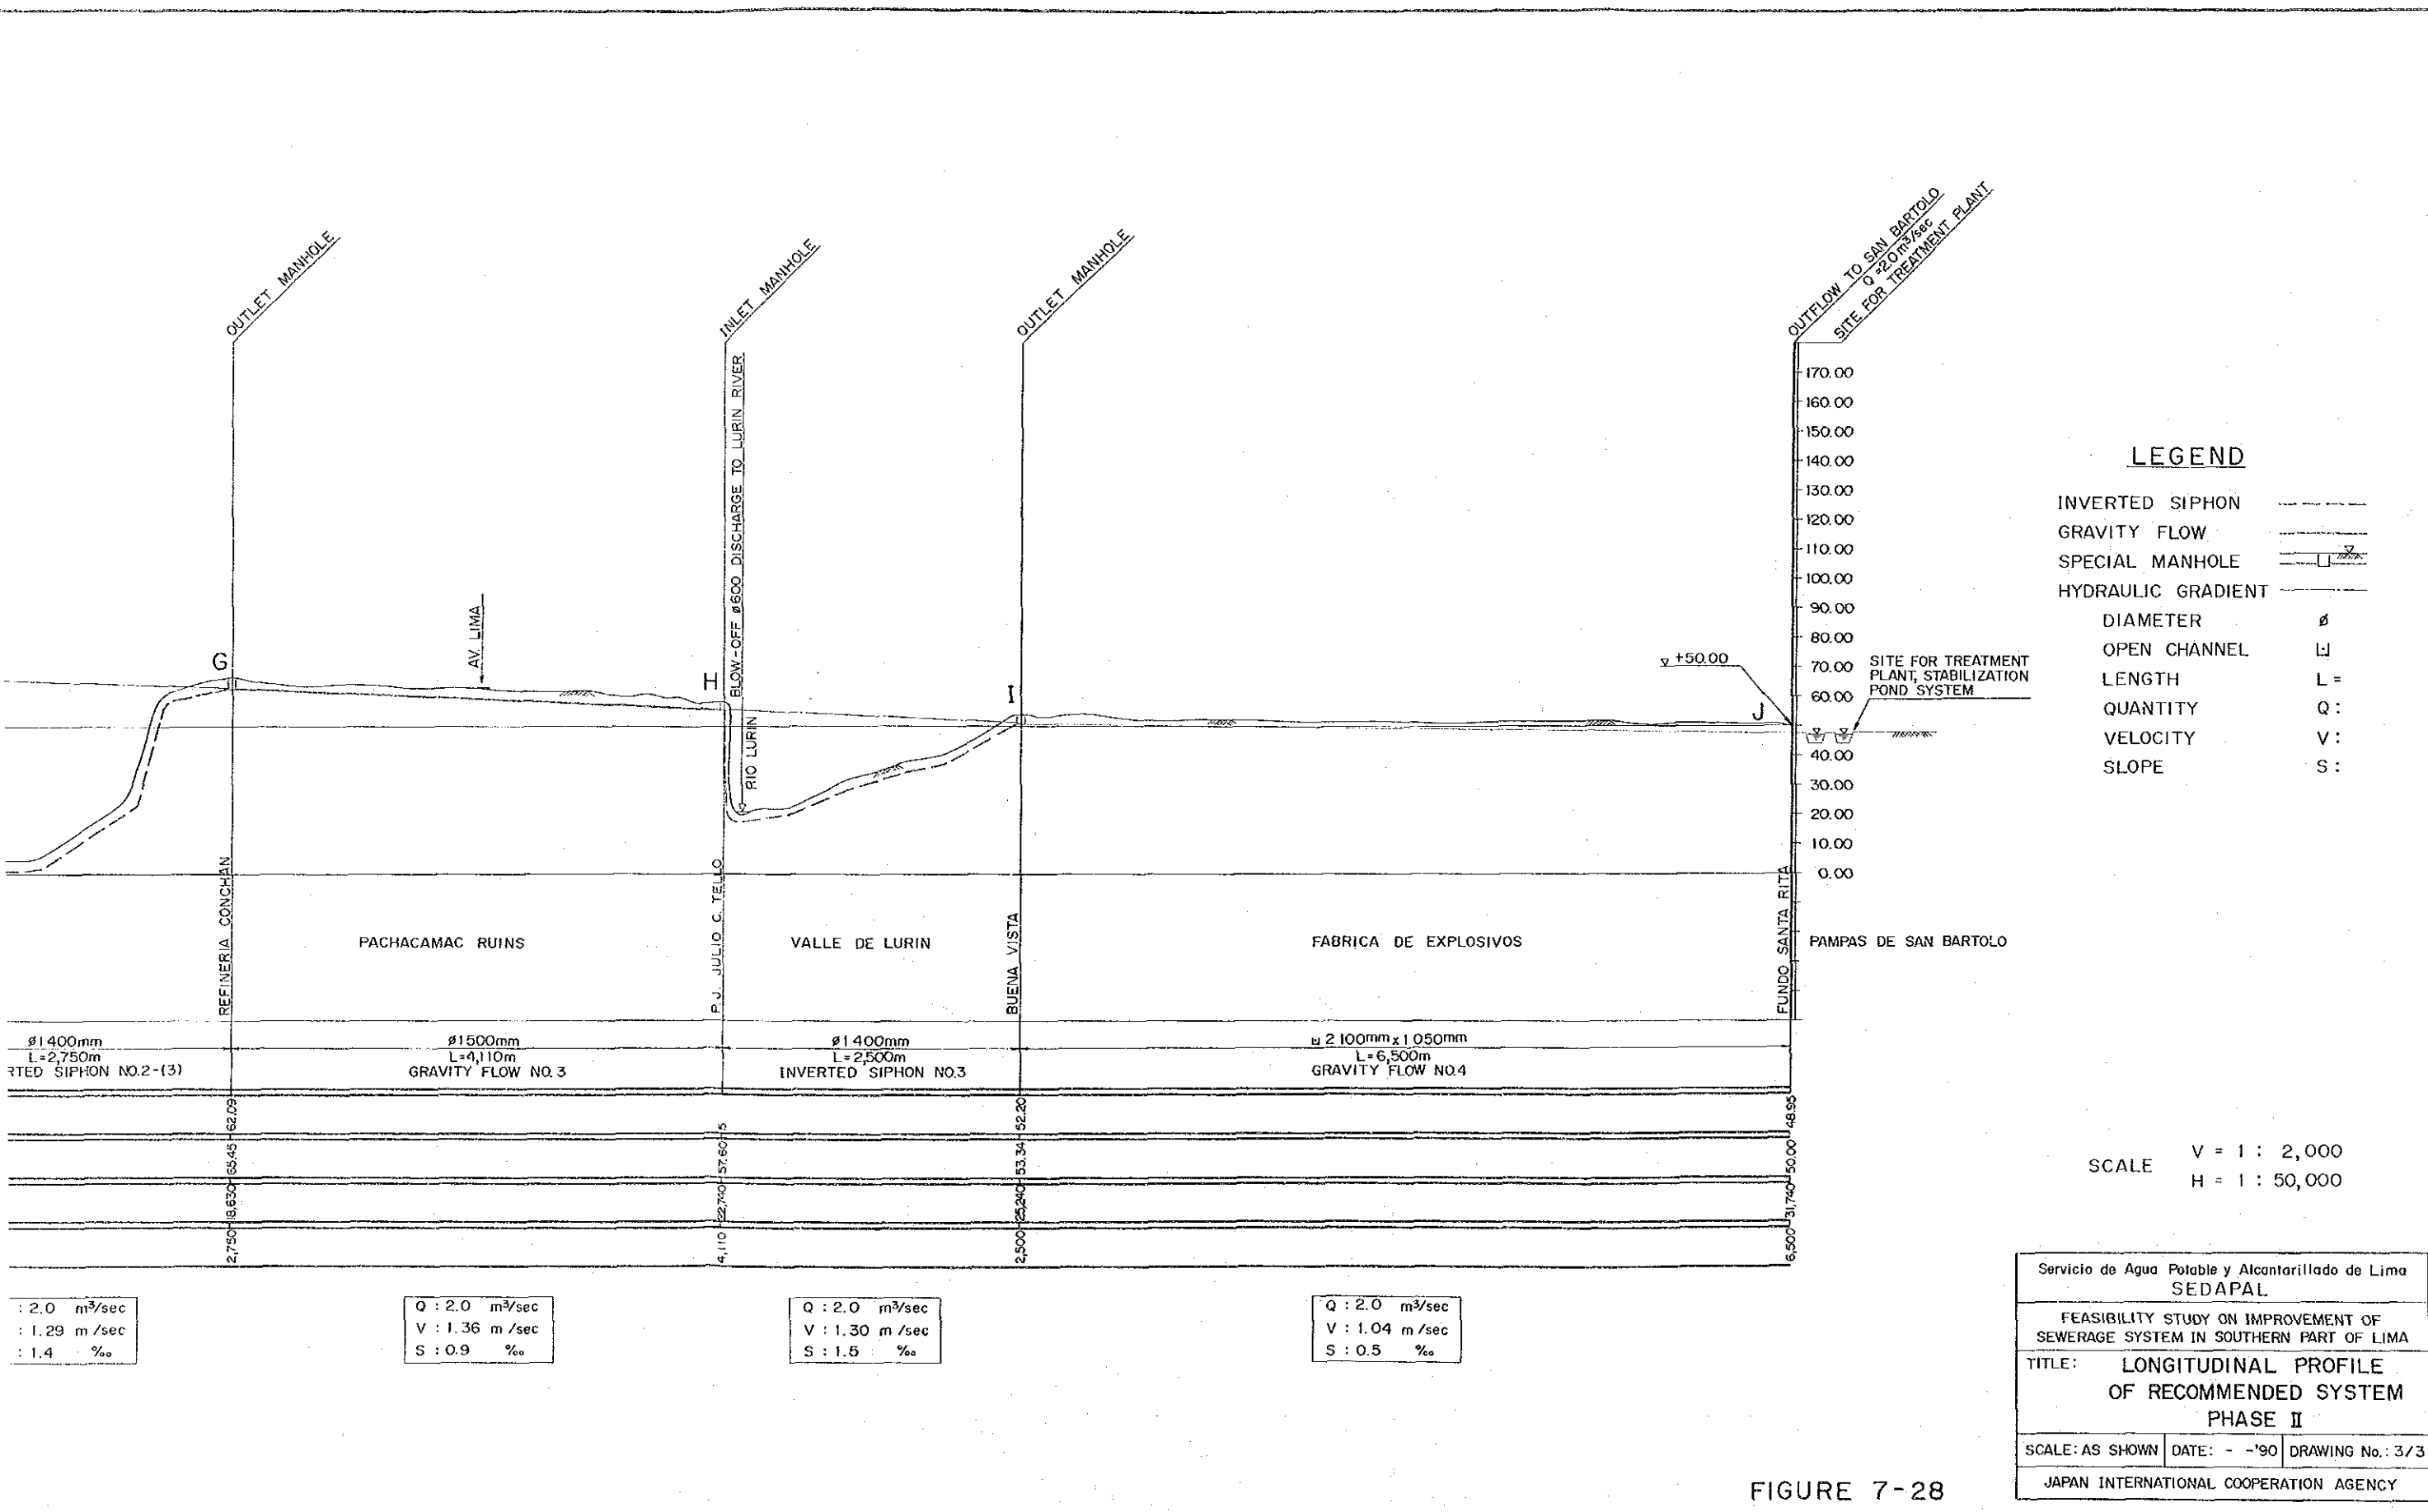 OUTLET MANHOLE
INLET MANHOLE
OUTLET MANHOLE
OUTFLOW TO SAN BARTOLO
Q =2.0m³/sec
SITE FOR TREATMENT PLANT
BLOW-OFF ø600 DISCHARGE TO LURIN RIVER
170.00
160.00
150.00
140.00
130.00
120.00
110.00
100.00
90.00
80.00
70.00
60.00
40.00
30.00
20.00
10.00
0.00
LEGEND
INVERTED SIPHON
GRAVITY FLOW
SPECIAL MANHOLE
HYDRAULIC GRADIENT
DIAMETER ø
OPEN CHANNEL
LENGTH L =
QUANTITY Q :
VELOCITY V :
SLOPE S :
G
AV. LIMA
H
I
RIO LURIN
+50.00
J
SITE FOR TREATMENT
PLANT, STABILIZATION
POND SYSTEM
REFINERIA CONCHAN
PACHACAMAC RUINS
P.J. JULIO C. TELLO
VALLE DE LURIN
BUENA VISTA
FABRICA DE EXPLOSIVOS
FUNDO SANTA RITA
PAMPAS DE SAN BARTOLO
ø1400mm
L=2,750m
RTED SIPHON NO.2-(3)
ø1500mm
L=4,110m
GRAVITY FLOW NO.3
ø1400mm
L=2,500m
INVERTED SIPHON NO.3
2100mm x 1050mm
L=6,500m
GRAVITY FLOW NO.4
62.09
52.20
48.95
65.45
57.60
53.34
50.00
18,630
22,740
25,240
31,740
2,750
4,110
2,500
6,500
: 2.0 m³/sec
: 1.29 m/sec
: 1.4 ‰
Q : 2.0 m³/sec
V : 1.36 m/sec
S : 0.9 ‰
Q : 2.0 m³/sec
V : 1.30 m/sec
S : 1.5 ‰
Q : 2.0 m³/sec
V : 1.04 m/sec
S : 0.5 ‰
SCALE V = 1 : 2,000
H = 1 : 50,000
Servicio de Agua Potable y Alcantarillado de Lima
SEDAPAL
FEASIBILITY STUDY ON IMPROVEMENT OF
SEWERAGE SYSTEM IN SOUTHERN PART OF LIMA
TITLE: LONGITUDINAL PROFILE
OF RECOMMENDED SYSTEM
PHASE II
SCALE: AS SHOWN DATE: - -'90 DRAWING No.: 3/3
JAPAN INTERNATIONAL COOPERATION AGENCY
FIGURE 7-28